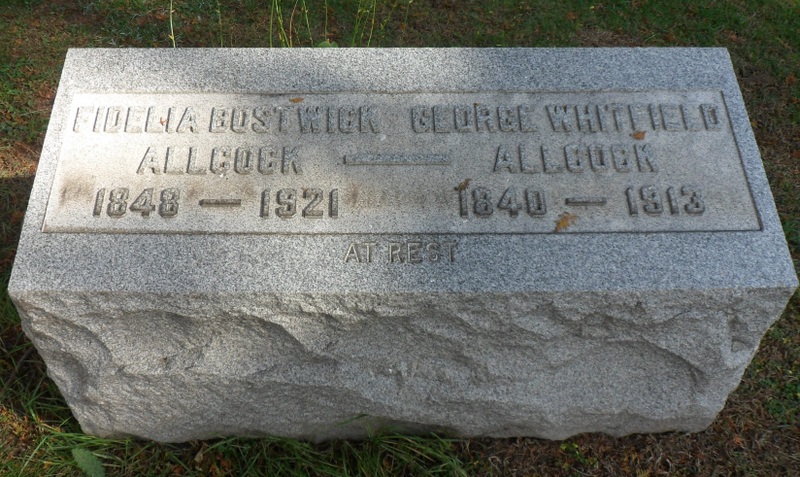 FIDELIA BOSTWICK
ALLCOCK
1848 — 1921
GEORGE WHITFIELD
ALLCOCK
1840 — 1913
AT REST